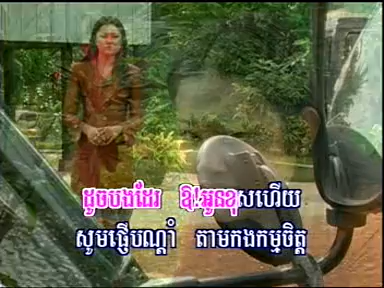 ដូចបងដែរ ឱ!អូនខុសហើយ
សូមផ្ញើបណ្ដាំ តាមកងកម្មចិត្ត